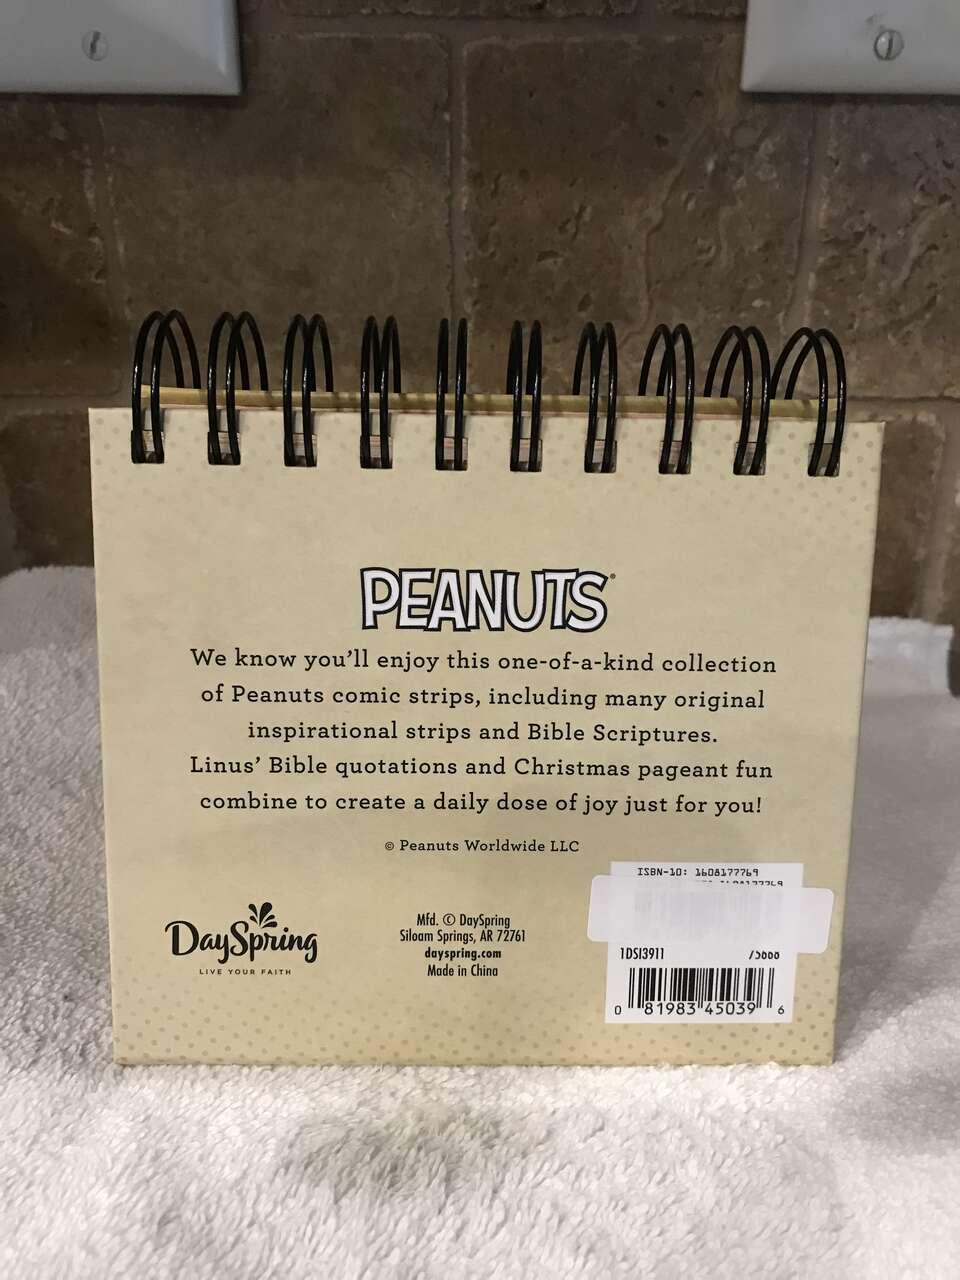 PEANUTS®
We know you'll enjoy this one-of-a-kind collection
of Peanuts comic strips, including many original
inspirational strips and Bible Scriptures.
Linus' Bible quotations and Christmas pageant fun
combine to create a daily dose of joy just for you!
© Peanuts Worldwide LLC
DaySpring
LIVE YOUR FAITH
Mfd. © DaySpring
Siloam Springs, AR 72761
dayspring.com
Made in China
ISBN-10: 1608177769
1DSI3911
0 81983 45039 6